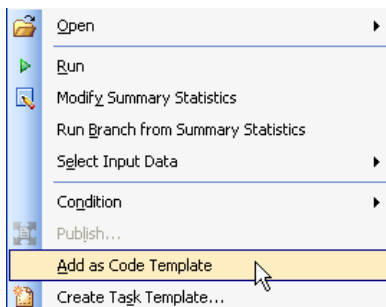 Open
Run
Modify Summary Statistics
Run Branch from Summary Statistics
Select Input Data
Condition
Publish...
Add as Code Template
Create Task Template...